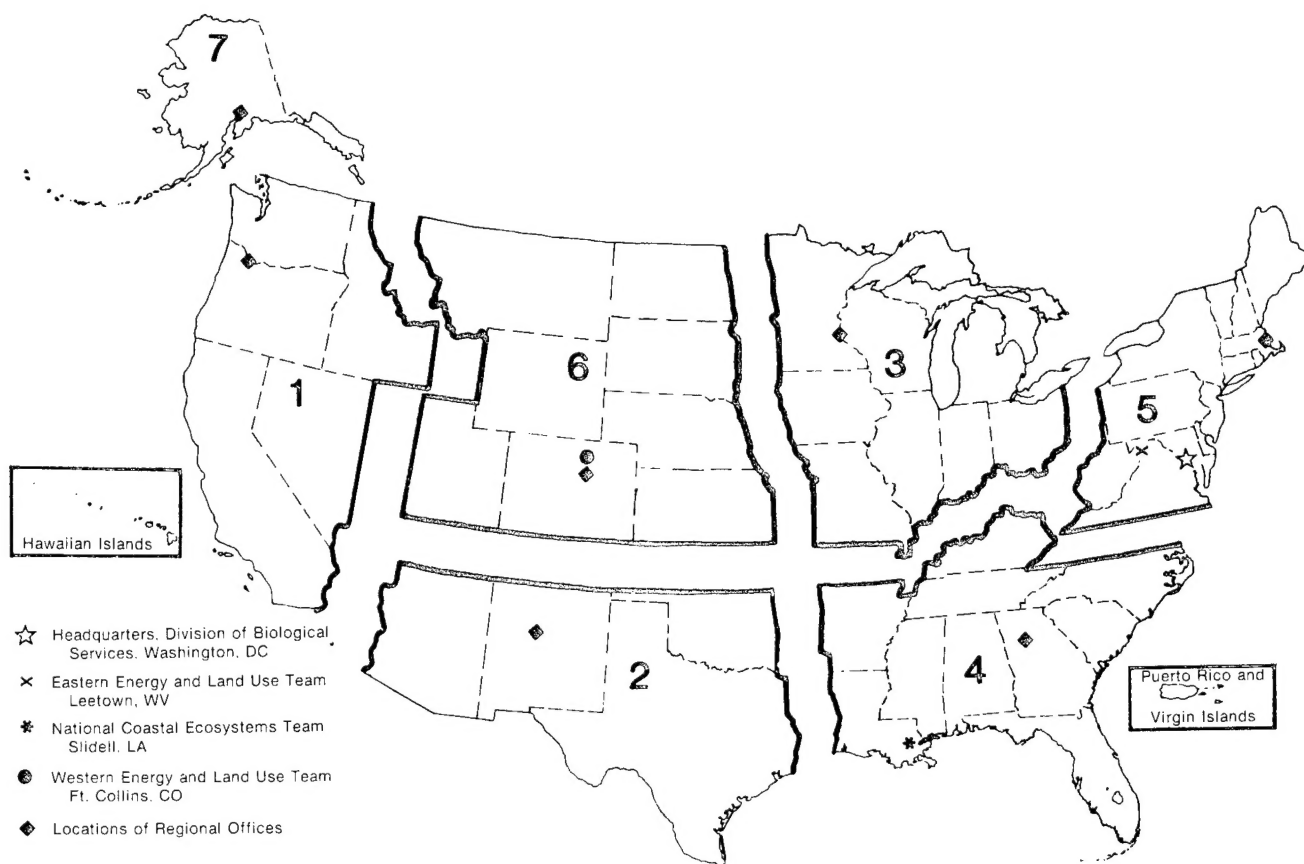 7
6
3
1
5
Hawaiian Islands
2
4
Puerto Rico and
Virgin Islands
Headquarters, Division of Biological
Services, Washington, DC
Eastern Energy and Land Use Team
Leetown, WV
National Coastal Ecosystems Team
Slidell, LA
Western Energy and Land Use Team
Ft. Collins, CO
Locations of Regional Offices